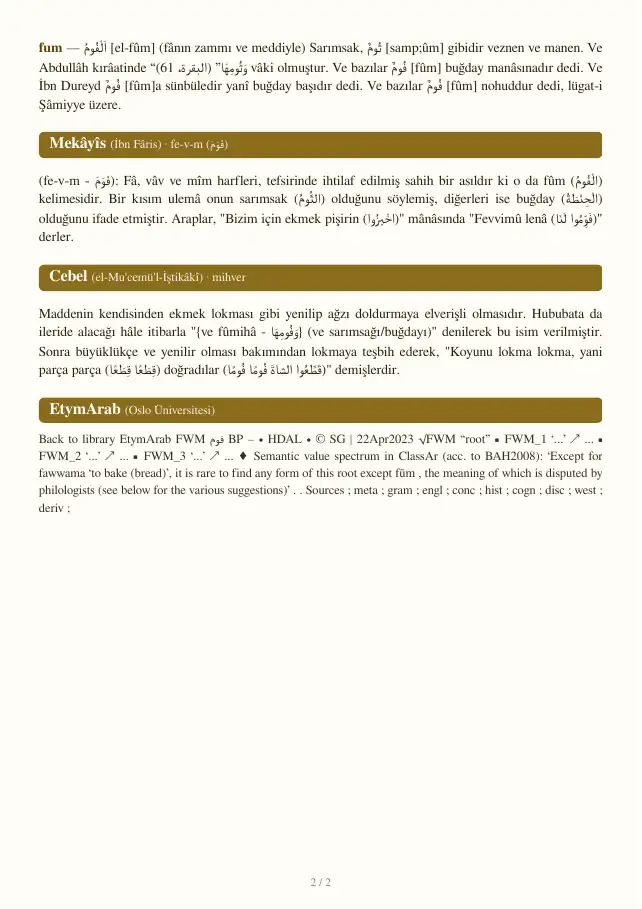 fum — اَلْفُومُ [el-fûm] (fânın zammı ve meddiyle) Sarımsak, ثُومٌ [samp;ûm] gibidir veznen ve manen. Ve
Abdullâh kırâatinde “(61 ،البقرة) ”وَثُومِهَا vâki olmuştur. Ve bazılar فُومٌ [fûm] buğday manâsınadır dedi. Ve
İbn Dureyd فُومٌ [fûm]a sünbüledir yanî buğday başıdır dedi. Ve bazılar فُومٌ [fûm] nohuddur dedi, lügat-i
Şâmiyye üzere.
Mekâyîs (İbn Fâris) · fe-v-m (فَوَمَ)
(fe-v-m - فَوَمَ): Fâ, vâv ve mîm harfleri, tefsirinde ihtilaf edilmiş sahih bir asıldır ki o da fûm (الْفُومُ)
kelimesidir. Bir kısım ulemâ onun sarımsak (الثُّومُ) olduğunu söylemiş, diğerleri ise buğday (الْحِنْطَةُ)
olduğunu ifade etmiştir. Araplar, "Bizim için ekmek pişirin (اخْبِزُوا)" mânâsında "Fevvimû lenâ (فَوِّمُوا لَنَا)"
derler.
Cebel (el-Mu'cemü'l-İştikâkî) · mihver
Maddenin kendisinden ekmek lokması gibi yenilip ağzı doldurmaya elverişli olmasıdır. Hububata da
ileride alacağı hâle itibarla "{ve fûmihâ - وَفُومِهَا} (ve sarımsağı/buğdayı)" denilerek bu isim verilmiştir.
Sonra büyüklükçe ve yenilir olması bakımından lokmaya teşbih ederek, "Koyunu lokma lokma, yani
parça parça (قِطَعًا قِطَعًا) doğradılar (قَطَّعُوا الشاةَ فُومًا فُومًا)" demişlerdir.
EtymArab (Oslo Üniversitesi)
Back to library EtymArab FWM فوم BP – • HDAL • © SG | 22Apr2023 √FWM “root” ▪ FWM_1 ‘...’ ↗ ... ▪
FWM_2 ‘...’ ↗ ... ▪ FWM_3 ‘...’ ↗ ... ♦ Semantic value spectrum in ClassAr (acc. to BAH2008): ‘Except for
fawwama ‘to bake (bread)’, it is rare to find any form of this root except fūm , the meaning of which is disputed by
philologists (see below for the various suggestions)’ . . Sources ; meta ; gram ; engl ; conc ; hist ; cogn ; disc ; west ;
deriv ;
2 / 2